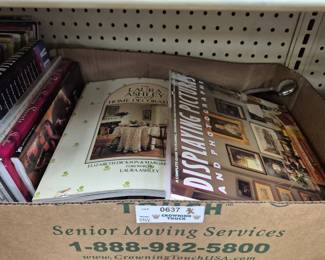 LAURA
ASHLEY
HOME DECORATING
ELIZABETH DICKSON & MARGARET
LAURA ASHLEY
DISPLAYING PICTURES
AND PHOTOGRAPHS
0637
CROWNING
TOUCH
Senior Moving Services
1-888-982-5800
www.CrowningTouchUSA.com